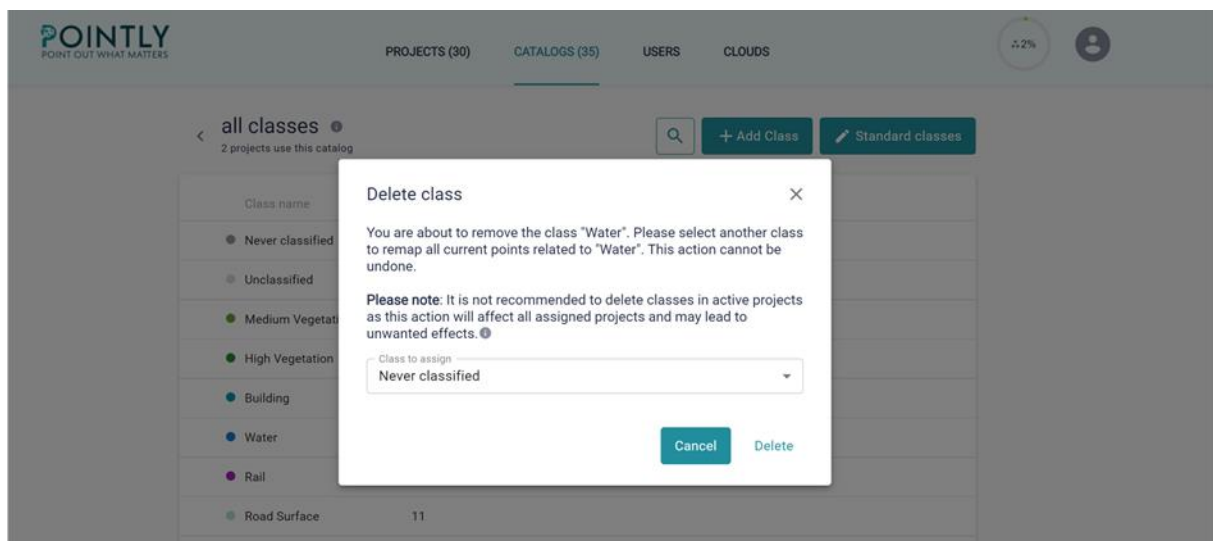 POINTLY
POINT OUT WHAT MATTERS
PROJECTS (30)
CATALOGS (35)
USERS
CLOUDS
2%
all classes
2 projects use this catalog
+ Add Class
Standard classes
Class name
Delete class
You are about to remove the class "Water". Please select another class
to remap all current points related to "Water". This action cannot be
undone.
Please note: It is not recommended to delete classes in active projects
as this action will affect all assigned projects and may lead to
unwanted effects.
Class to assign
Never classified
Cancel
Delete
Never classified
Unclassified
Medium Vegetati
High Vegetation
Building
Water
Rail
Road Surface 11